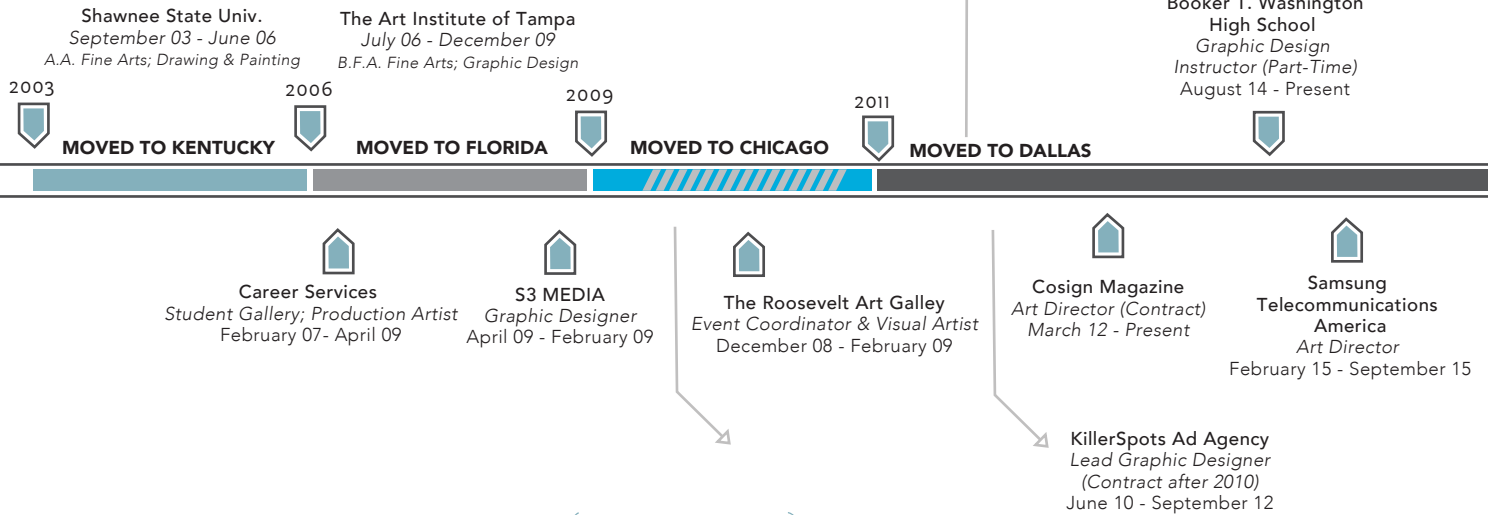 Shawnee State Univ.
September 03 - June 06
A.A. Fine Arts; Drawing & Painting
The Art Institute of Tampa
July 06 - December 09
B.F.A. Fine Arts; Graphic Design
Booker T. Washington
High School
Graphic Design
Instructor (Part-Time)
August 14 - Present
2003
2006
2009
2011
MOVED TO KENTUCKY
MOVED TO FLORIDA
MOVED TO CHICAGO
MOVED TO DALLAS
Career Services
Student Gallery; Production Artist
February 07- April 09
S3 MEDIA
Graphic Designer
April 09 - February 09
The Roosevelt Art Galley
Event Coordinator & Visual Artist
December 08 - February 09
Cosign Magazine
Art Director (Contract)
March 12 - Present
Samsung
Telecommunications
America
Art Director
February 15 - September 15
KillerSpots Ad Agency
Lead Graphic Designer
(Contract after 2010)
June 10 - September 12